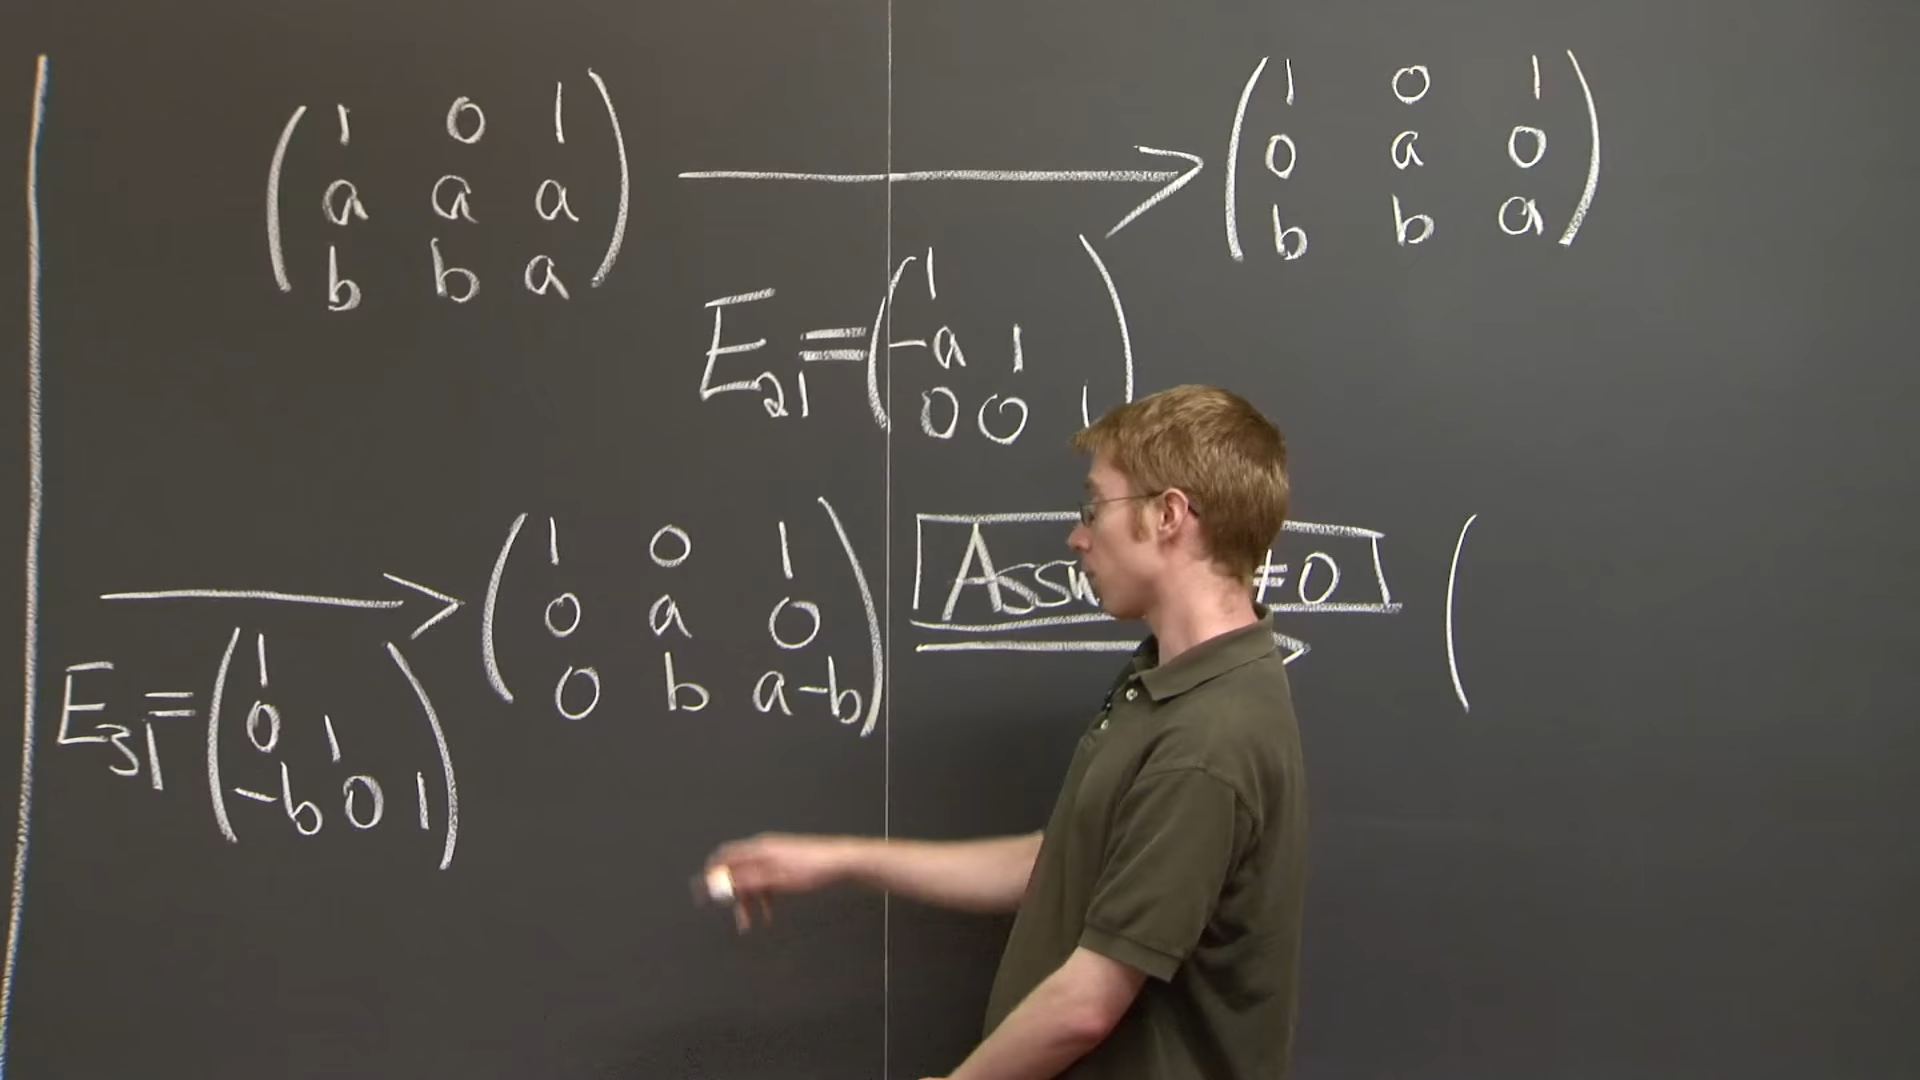 1 0 1
a a a
b b a
1 0 1
0 a 0
b b a
E21 = 1
-a 1
0 0 1
1 0 1
0 a 0
0 b a-b
E31 = 1
0 1
-b 0 1
≠ 0